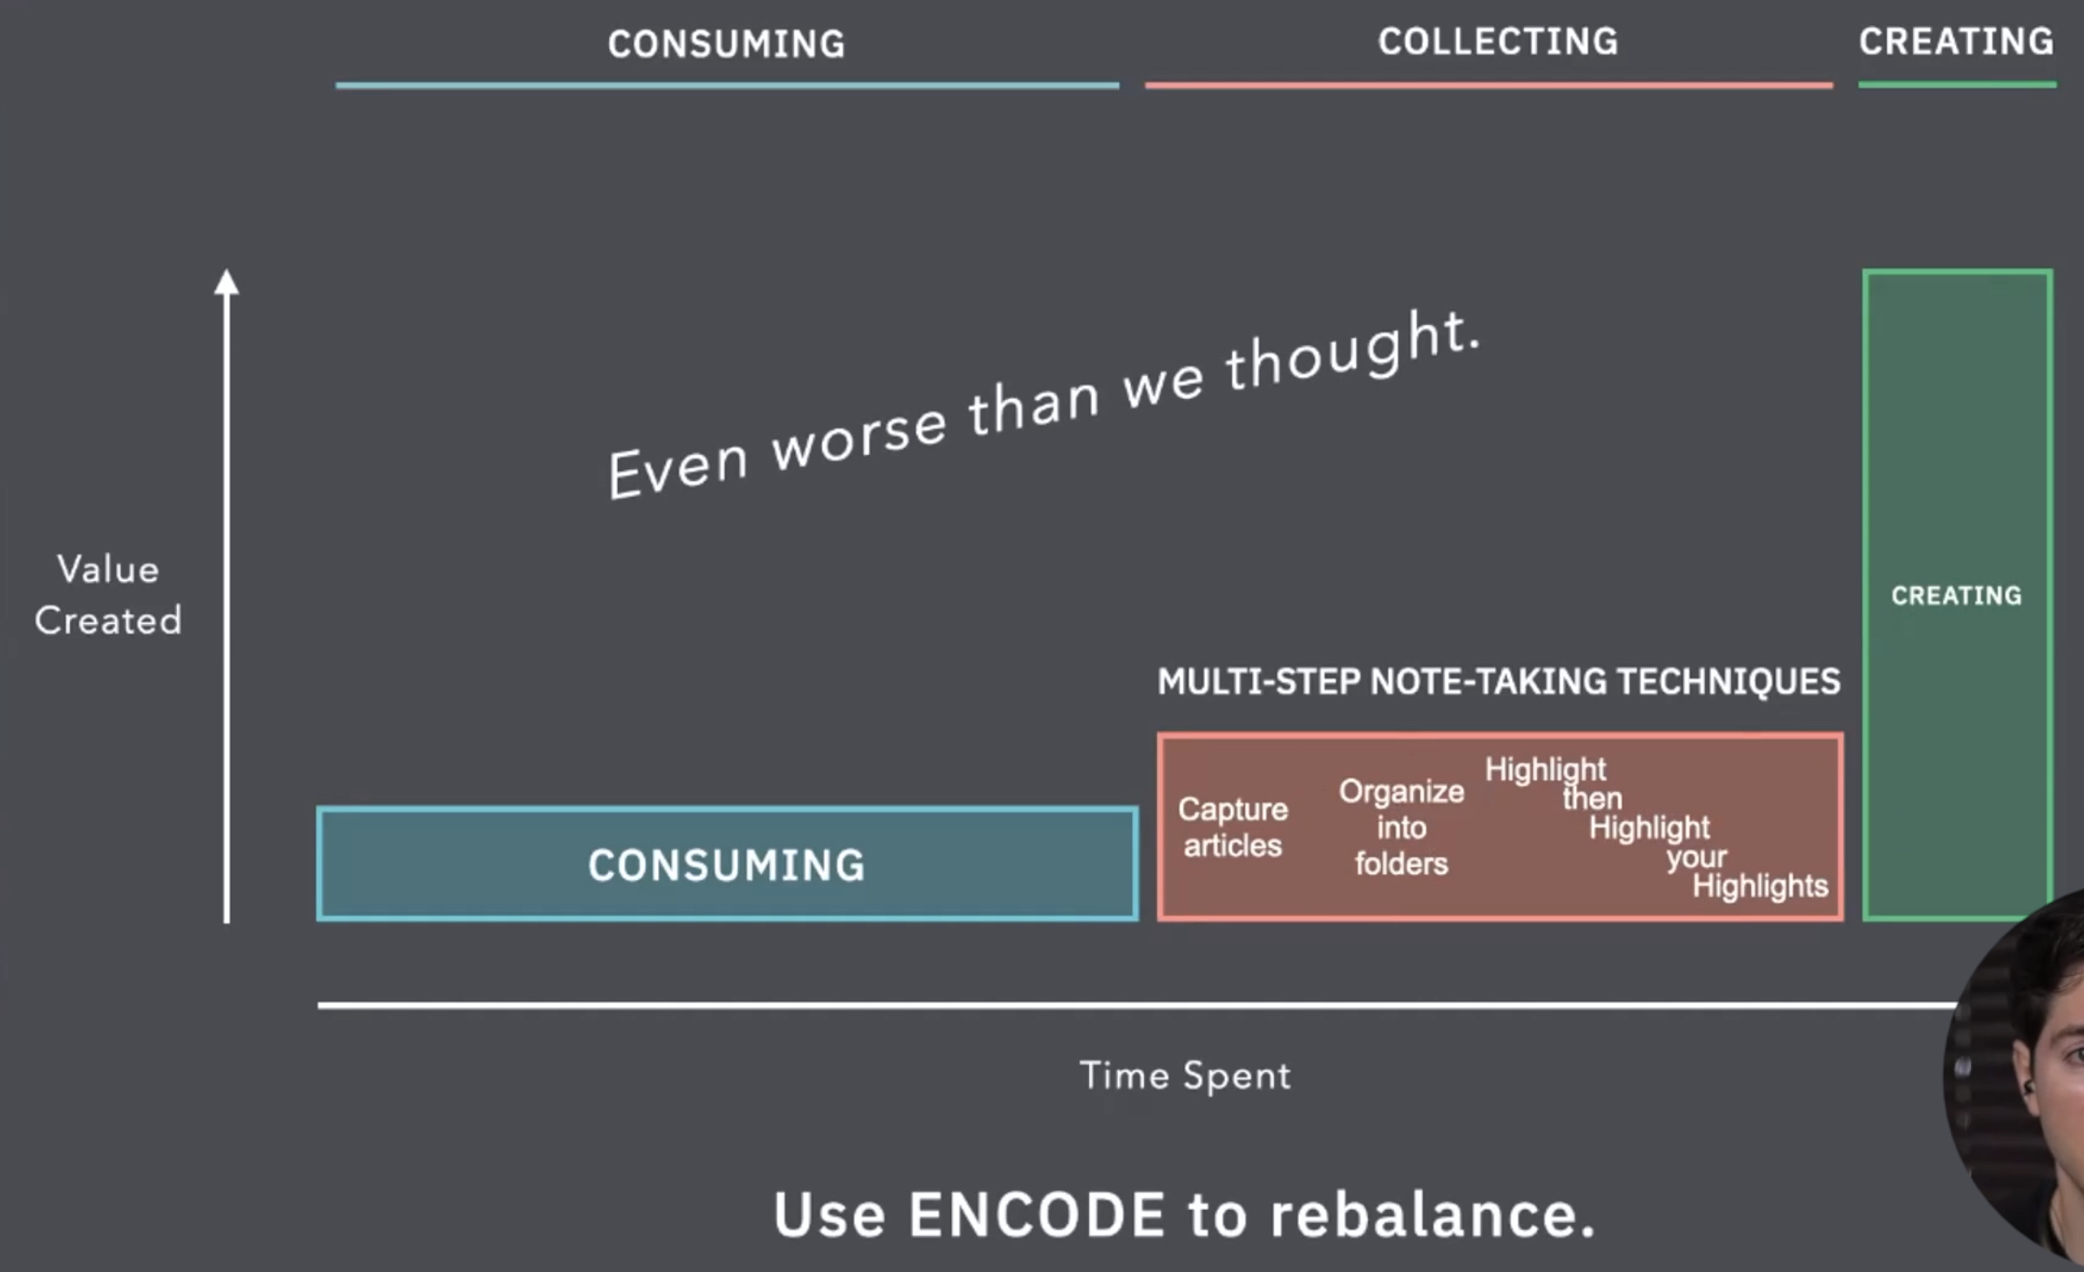 CONSUMING
COLLECTING
CREATING
Even worse than we thought.
Value
Created
CREATING
MULTI-STEP NOTE-TAKING TECHNIQUES
CONSUMING
Capture
articles
Organize
into
folders
Highlight
then
Highlight
your
Highlights
Time Spent
Use ENCODE to rebalance.